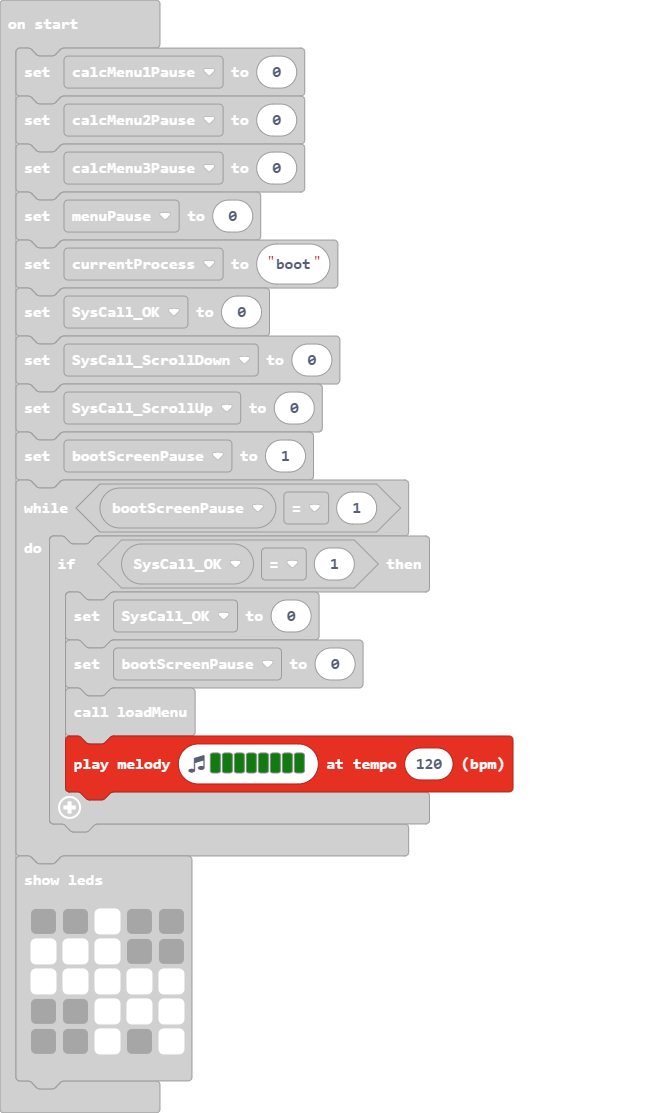 on start
set calcMenu1Pause to 0
set calcMenu2Pause to 0
set calcMenu3Pause to 0
set menuPause to 0
set currentProcess to "boot"
set SysCall_OK to 0
set SysCall_ScrollDown to 0
set SysCall_ScrollUp to 0
set bootScreenPause to 1
while bootScreenPause = 1
do
if SysCall_OK = 1 then
set SysCall_OK to 0
set bootScreenPause to 0
call loadMenu
play melody at tempo 120 (bpm)
show leds